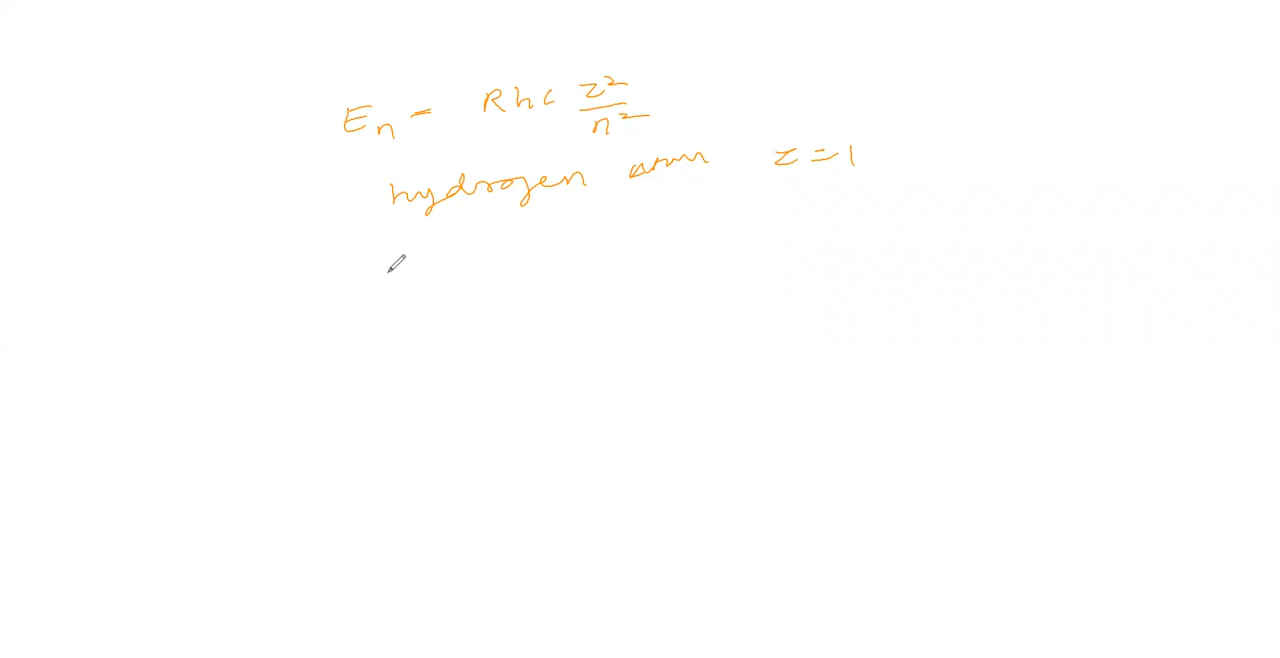 En = Rhc z²/n²
hydrogen atom z = 1